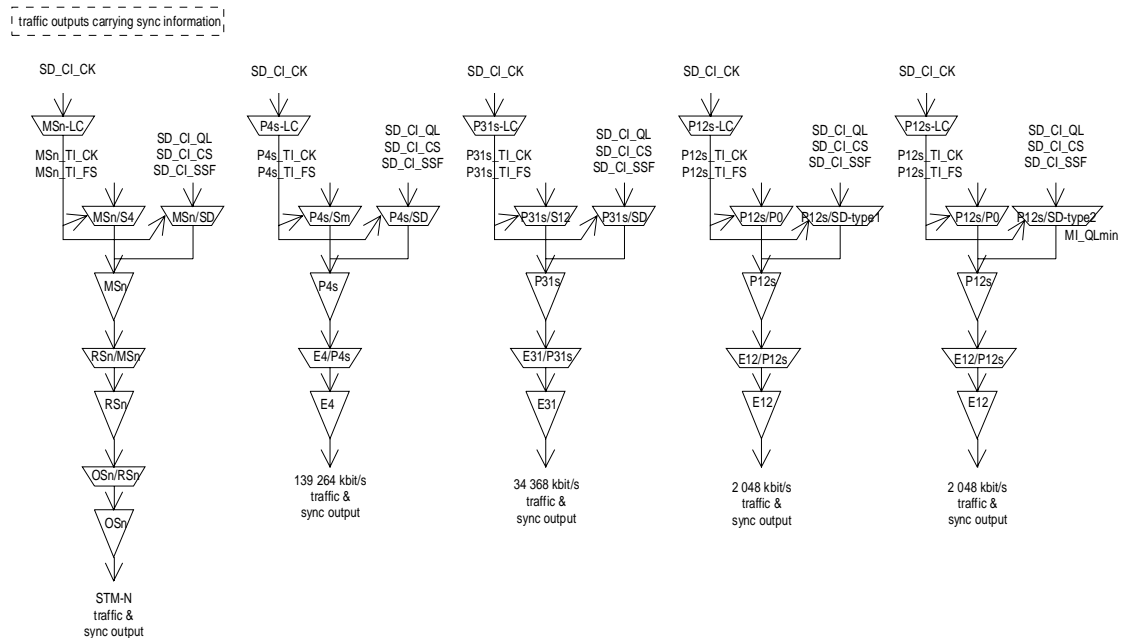 traffic outputs carrying sync information
SD_CI_CK
MSn-LC
SD_CI_QL
SD_CI_CS
SD_CI_SSF
MSn_TI_CK
MSn_TI_FS
MSn/S4
MSn/SD
MSn
RSn/MSn
RSn
OSn/RSn
OSn
STM-N
traffic &
sync output
SD_CI_CK
P4s-LC
SD_CI_QL
SD_CI_CS
SD_CI_SSF
P4s_TI_CK
P4s_TI_FS
P4s/Sm
P4s/SD
P4s
E4/P4s
E4
139 264 kbit/s
traffic &
sync output
SD_CI_CK
P31s-LC
SD_CI_QL
SD_CI_CS
SD_CI_SSF
P31s_TI_CK
P31s_TI_FS
P31s/S12
P31s/SD
P31s
E31/P31s
E31
34 368 kbit/s
traffic &
sync output
SD_CI_CK
P12s-LC
SD_CI_QL
SD_CI_CS
SD_CI_SSF
P12s_TI_CK
P12s_TI_FS
P12s/P0
P12s/SD-type1
P12s
E12/P12s
E12
2 048 kbit/s
traffic &
sync output
SD_CI_CK
P12s-LC
SD_CI_QL
SD_CI_CS
SD_CI_SSF
P12s_TI_CK
P12s_TI_FS
P12s/P0
P12s/SD-type2
MI_QLmin
P12s
E12/P12s
E12
2 048 kbit/s
traffic &
sync output